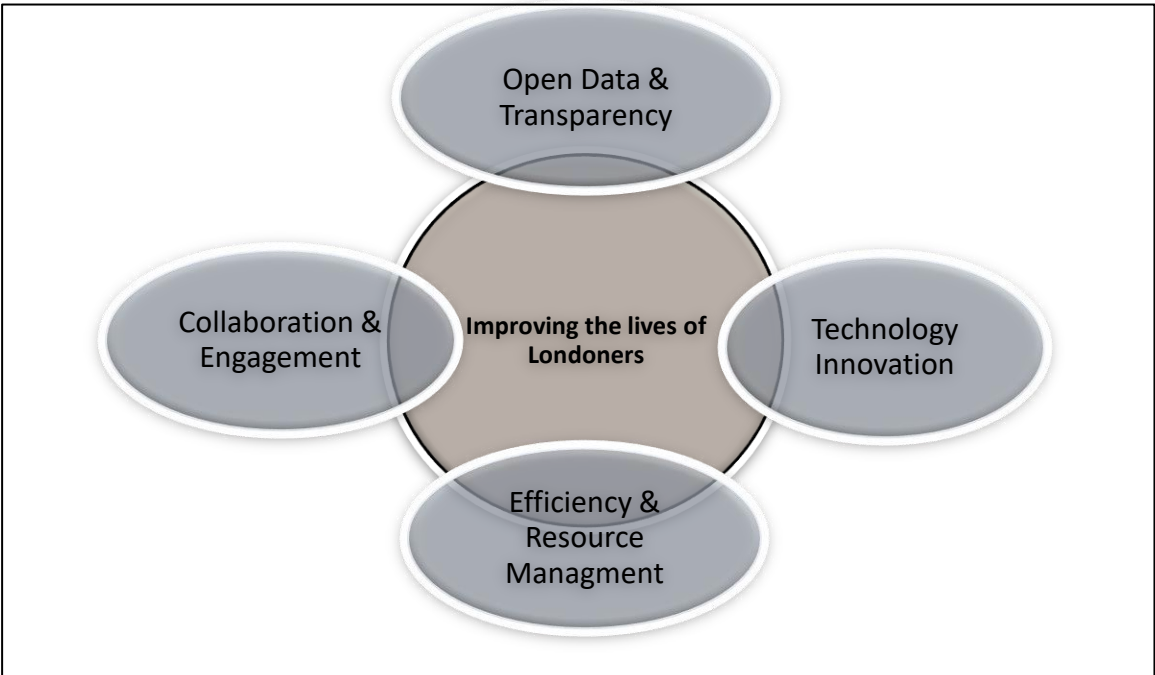 Open Data &
Transparency
Collaboration &
Engagement
Improving the lives of
Londoners
Technology
Innovation
Efficiency &
Resource
Managment